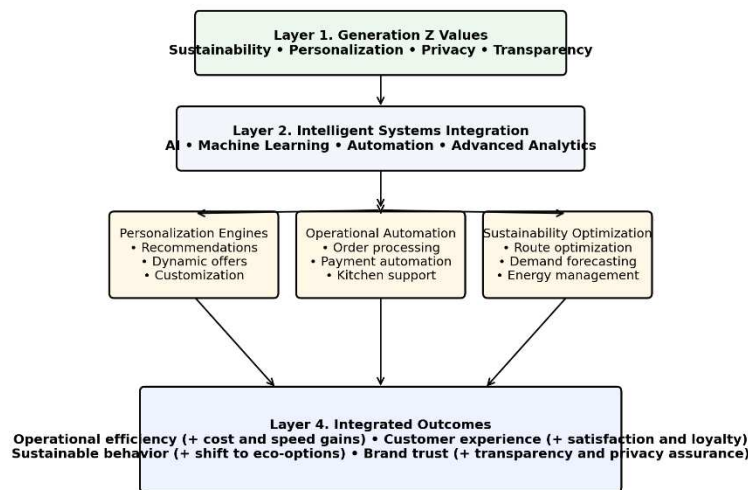 Layer 1. Generation Z Values
Sustainability • Personalization • Privacy • Transparency
Layer 2. Intelligent Systems Integration
AI • Machine Learning • Automation • Advanced Analytics
Personalization Engines
• Recommendations
• Dynamic offers
• Customization
Operational Automation
• Order processing
• Payment automation
• Kitchen support
Sustainability Optimization
• Route optimization
• Demand forecasting
• Energy management
Layer 4. Integrated Outcomes
Operational efficiency (+ cost and speed gains) • Customer experience (+ satisfaction and loyalty)
Sustainable behavior (+ shift to eco-options) • Brand trust (+ transparency and privacy assurance)